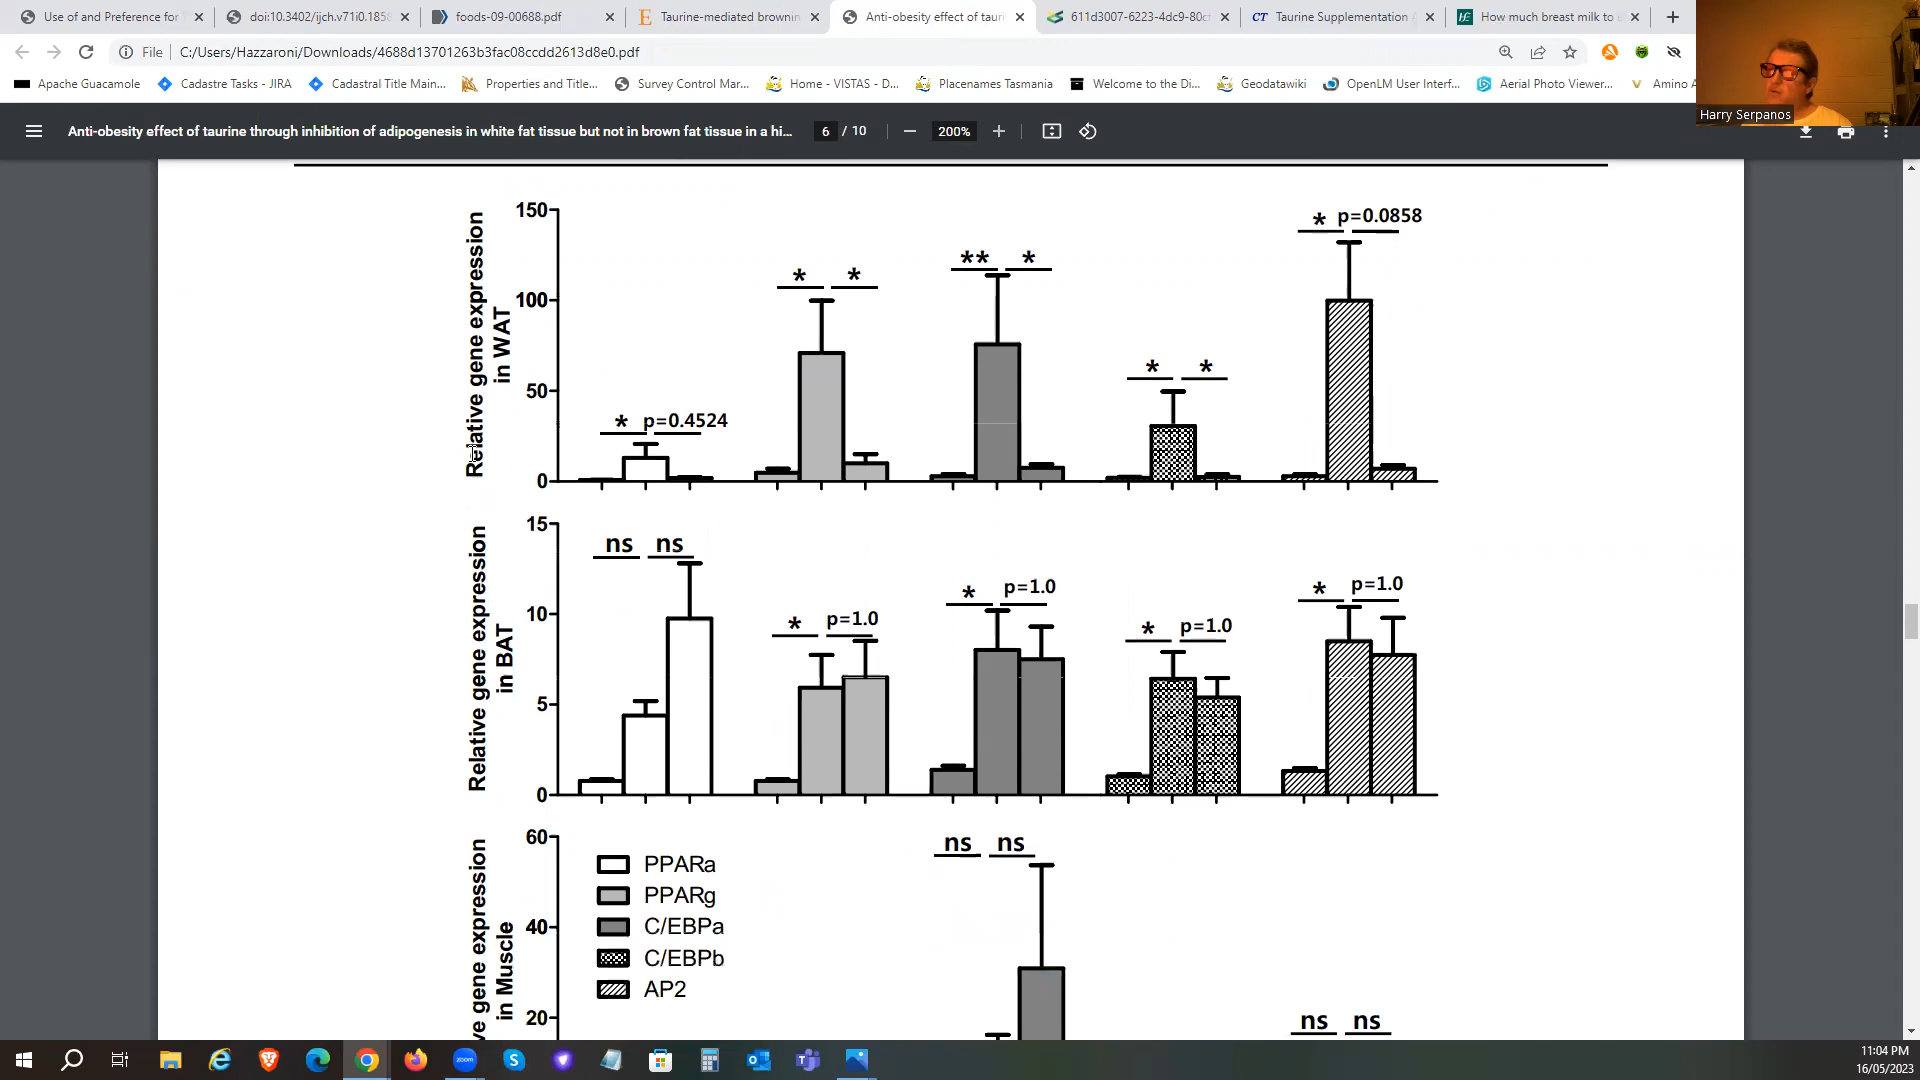 Use of and Preference for
doi:10.3402/ijch.v71i0.185
foods-09-00688.pdf
Taurine-mediated brownin
Anti-obesity effect of taur
611d3007-6223-4dc9-80c
Taurine Supplementation
How much breast milk to
File C:/Users/Hazzaroni/Downloads/4688d13701263b3fac08ccdd2613d8e0.pdf
Apache Guacamole
Cadastre Tasks - JIRA
Cadastral Title Main...
Properties and Title...
Survey Control Mar...
Home - VISTAS - D...
Placenames Tasmania
Welcome to the Di...
Geodatawiki
OpenLM User Interf...
Aerial Photo Viewer...
Amino A
Harry Serpanos
Anti-obesity effect of taurine through inhibition of adipogenesis in white fat tissue but not in brown fat tissue in a hi...
6 / 10
200%
Relative gene expression
in WAT
150
100
50
0
* p=0.4524
* *
** *
* *
* p=0.0858
Relative gene expression
in BAT
15
10
5
0
ns ns
* p=1.0
* p=1.0
* p=1.0
* p=1.0
ve gene expression
in Muscle
60
40
20
PPARa
PPARg
C/EBPa
C/EBPb
AP2
ns ns
ns ns
11:04 PM
16/05/2023